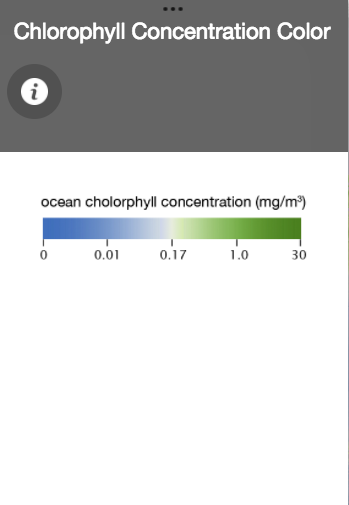 Chlorophyll Concentration Color
i
ocean cholorphyll concentration (mg/m³)
0 0.01 0.17 1.0 30